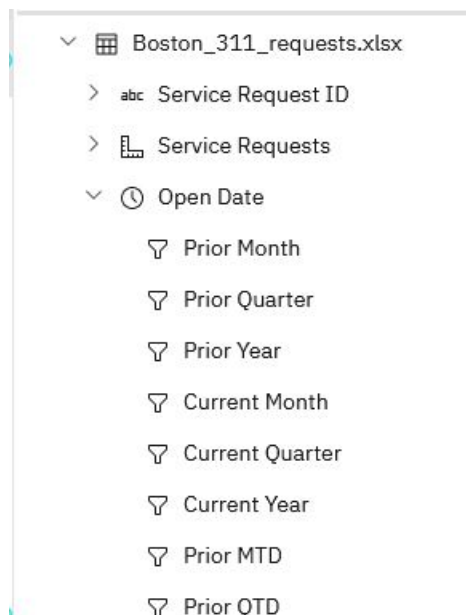 Boston_311_requests.xlsx
abc Service Request ID
Service Requests
Open Date
Prior Month
Prior Quarter
Prior Year
Current Month
Current Quarter
Current Year
Prior MTD
Prior QTD